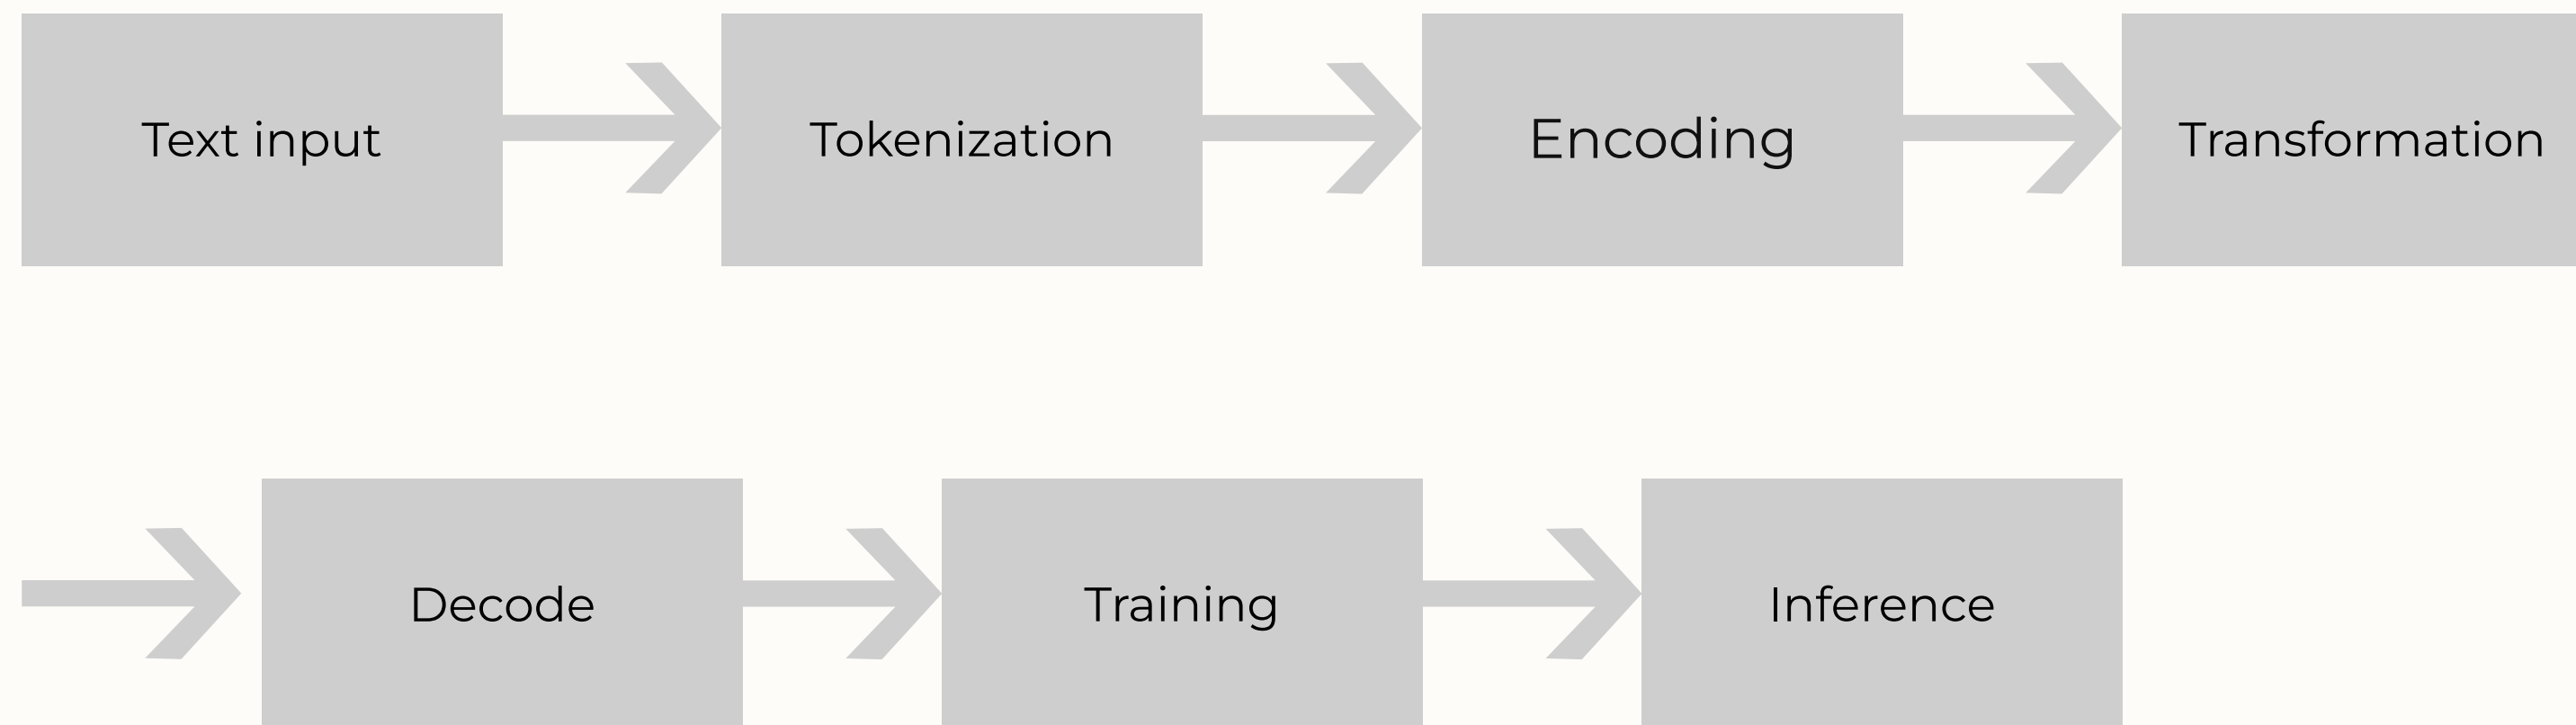 Text input
Tokenization
Encoding
Transformation
Decode
Training
Inference